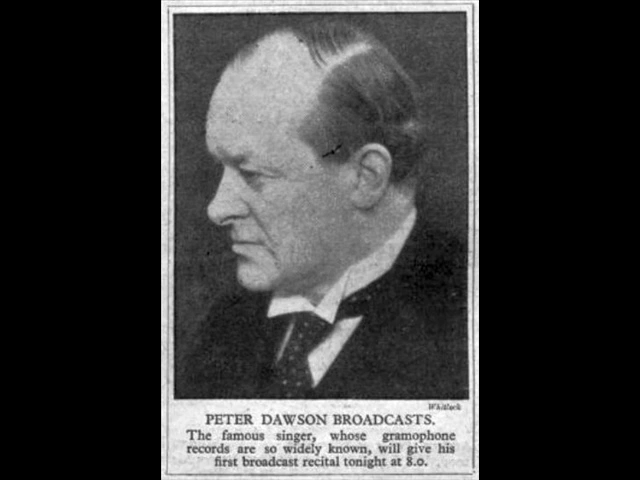 Whitlock
PETER DAWSON BROADCASTS.
The famous singer, whose gramophone
records are so widely known, will give his
first broadcast recital tonight at 8.0.